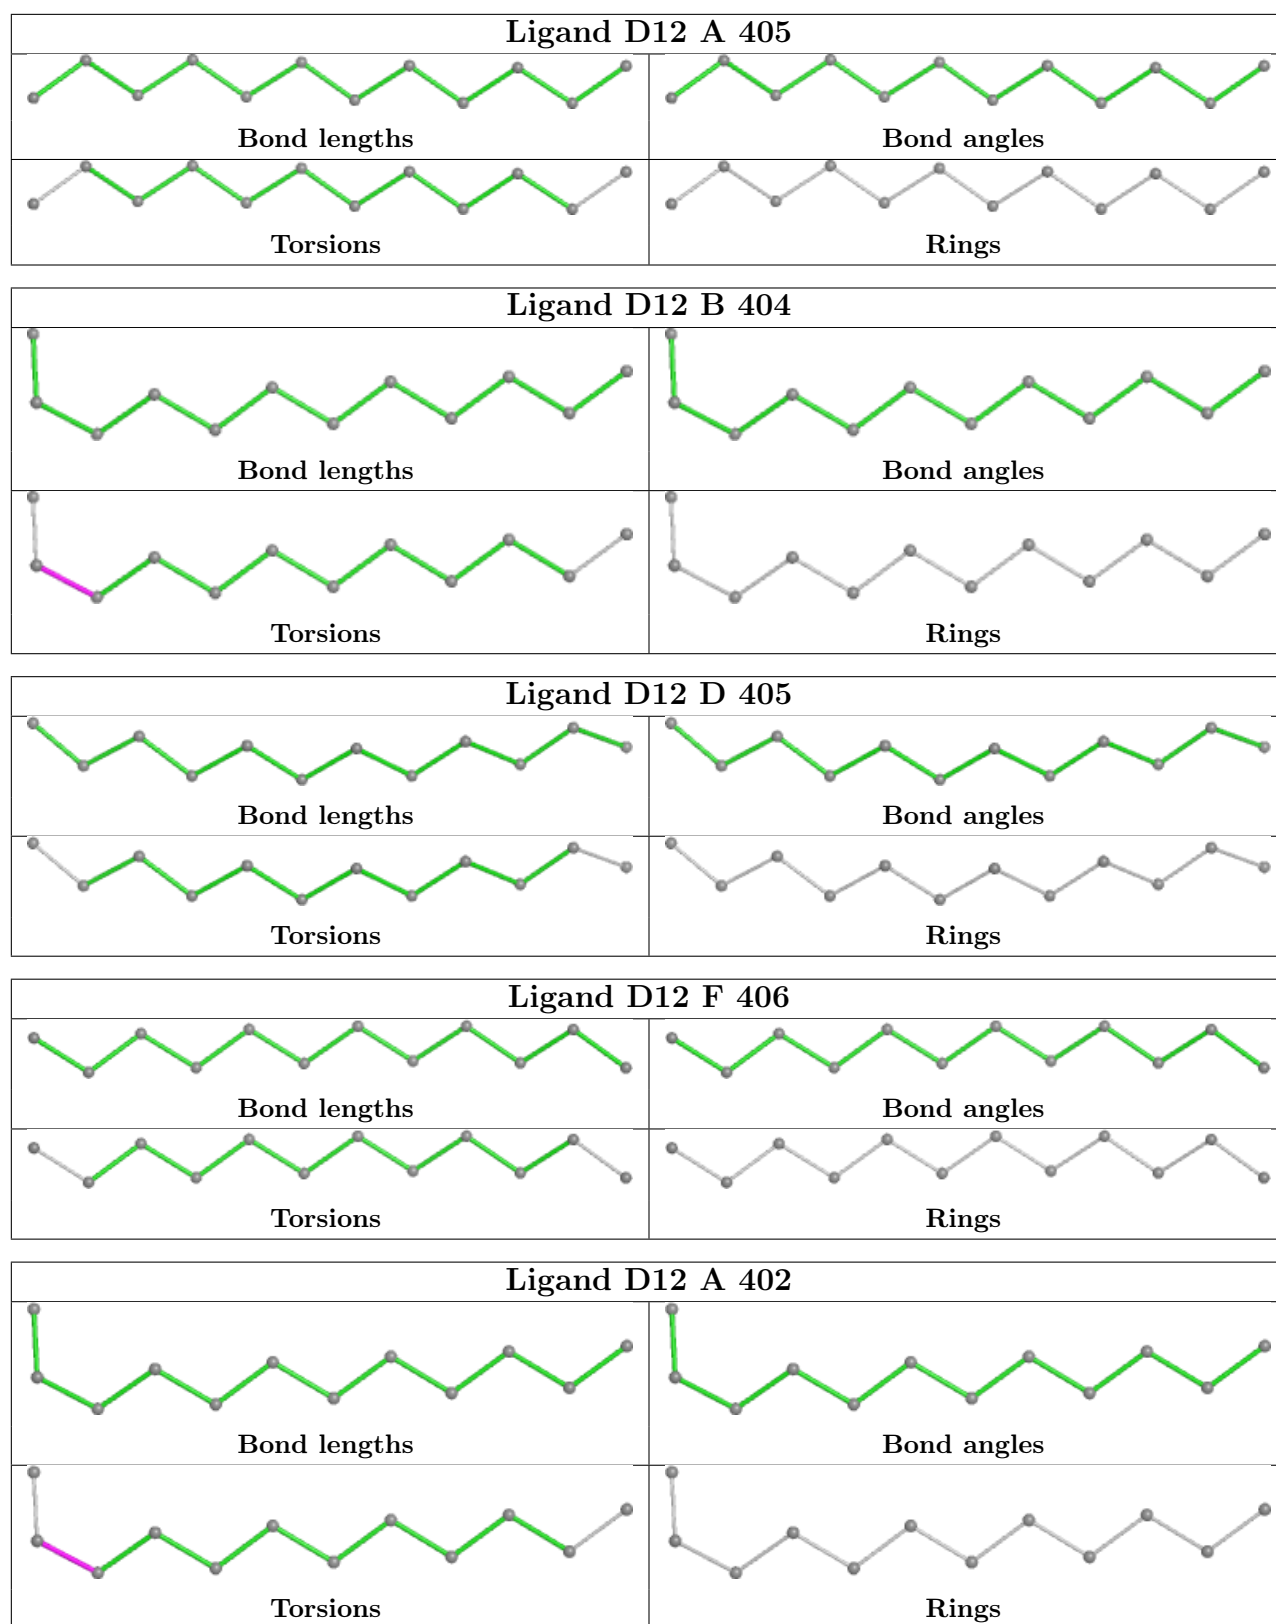 Ligand D12 A 405
Bond lengths
Bond angles
Torsions
Rings
Ligand D12 B 404
Bond lengths
Bond angles
Torsions
Rings
Ligand D12 D 405
Bond lengths
Bond angles
Torsions
Rings
Ligand D12 F 406
Bond lengths
Bond angles
Torsions
Rings
Ligand D12 A 402
Bond lengths
Bond angles
Torsions
Rings